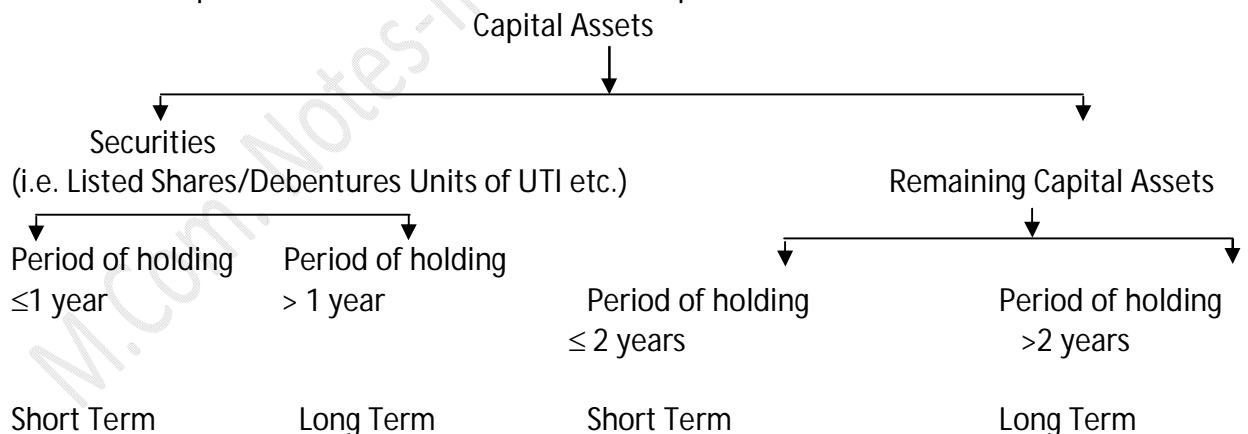 Capital Assets
Securities
(i.e. Listed Shares/Debentures Units of UTI etc.)
Remaining Capital Assets
Period of holding
≤1 year
Period of holding
> 1 year
Period of holding
≤ 2 years
Period of holding
>2 years
Short Term
Long Term
Short Term
Long Term
M.Com. Notes-